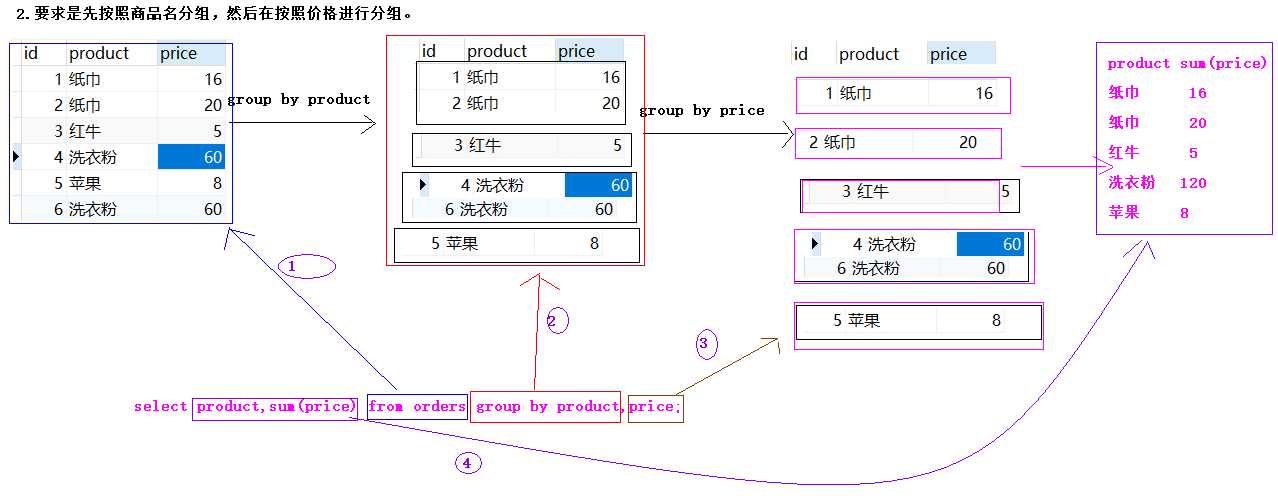 2.要求是先按照商品名分组，然后在按照价格进行分组。
id product price
1 纸巾 16
2 纸巾 20
3 红牛 5
4 洗衣粉 60
5 苹果 8
6 洗衣粉 60
group by product
id product price
1 纸巾 16
2 纸巾 20
3 红牛 5
4 洗衣粉 60
6 洗衣粉 60
5 苹果 8
group by price
id product price
1 纸巾 16
2 纸巾 20
3 红牛 5
4 洗衣粉 60
6 洗衣粉 60
5 苹果 8
product sum(price)
纸巾 16
纸巾 20
红牛 5
洗衣粉 120
苹果 8
1
2
3
select product,sum(price) from orders group by product,price;
4